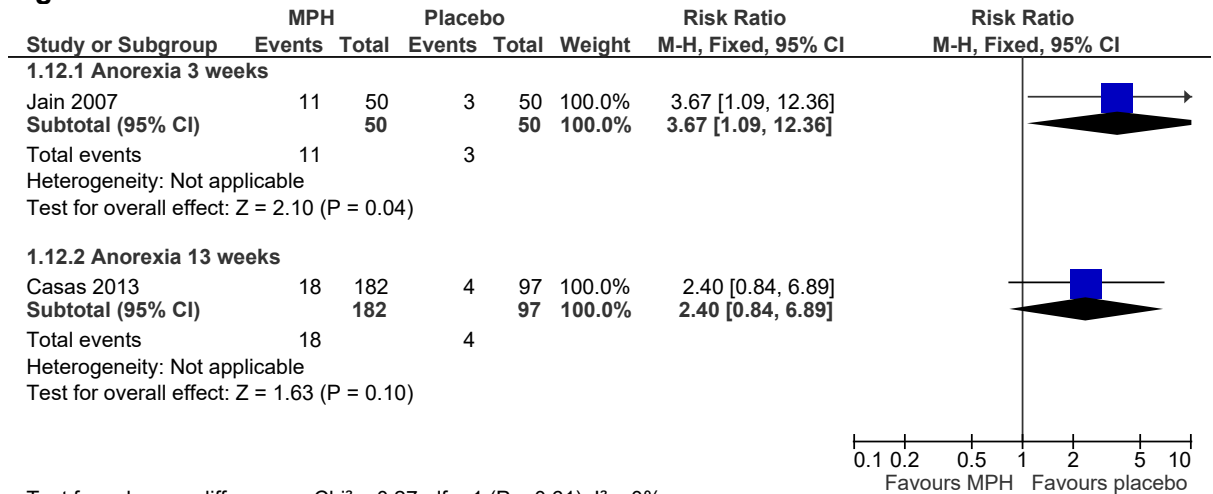 MPH Placebo Risk Ratio Risk Ratio
Study or Subgroup Events Total Events Total Weight M-H, Fixed, 95% CI M-H, Fixed, 95% CI
1.12.1 Anorexia 3 weeks
Jain 2007 11 50 3 50 100.0% 3.67 [1.09, 12.36]
Subtotal (95% CI) 50 50 100.0% 3.67 [1.09, 12.36]
Total events 11 3
Heterogeneity: Not applicable
Test for overall effect: Z = 2.10 (P = 0.04)
1.12.2 Anorexia 13 weeks
Casas 2013 18 182 4 97 100.0% 2.40 [0.84, 6.89]
Subtotal (95% CI) 182 97 100.0% 2.40 [0.84, 6.89]
Total events 18 4
Heterogeneity: Not applicable
Test for overall effect: Z = 1.63 (P = 0.10)
0.1 0.2 0.5 1 2 5 10
Favours MPH Favours placebo